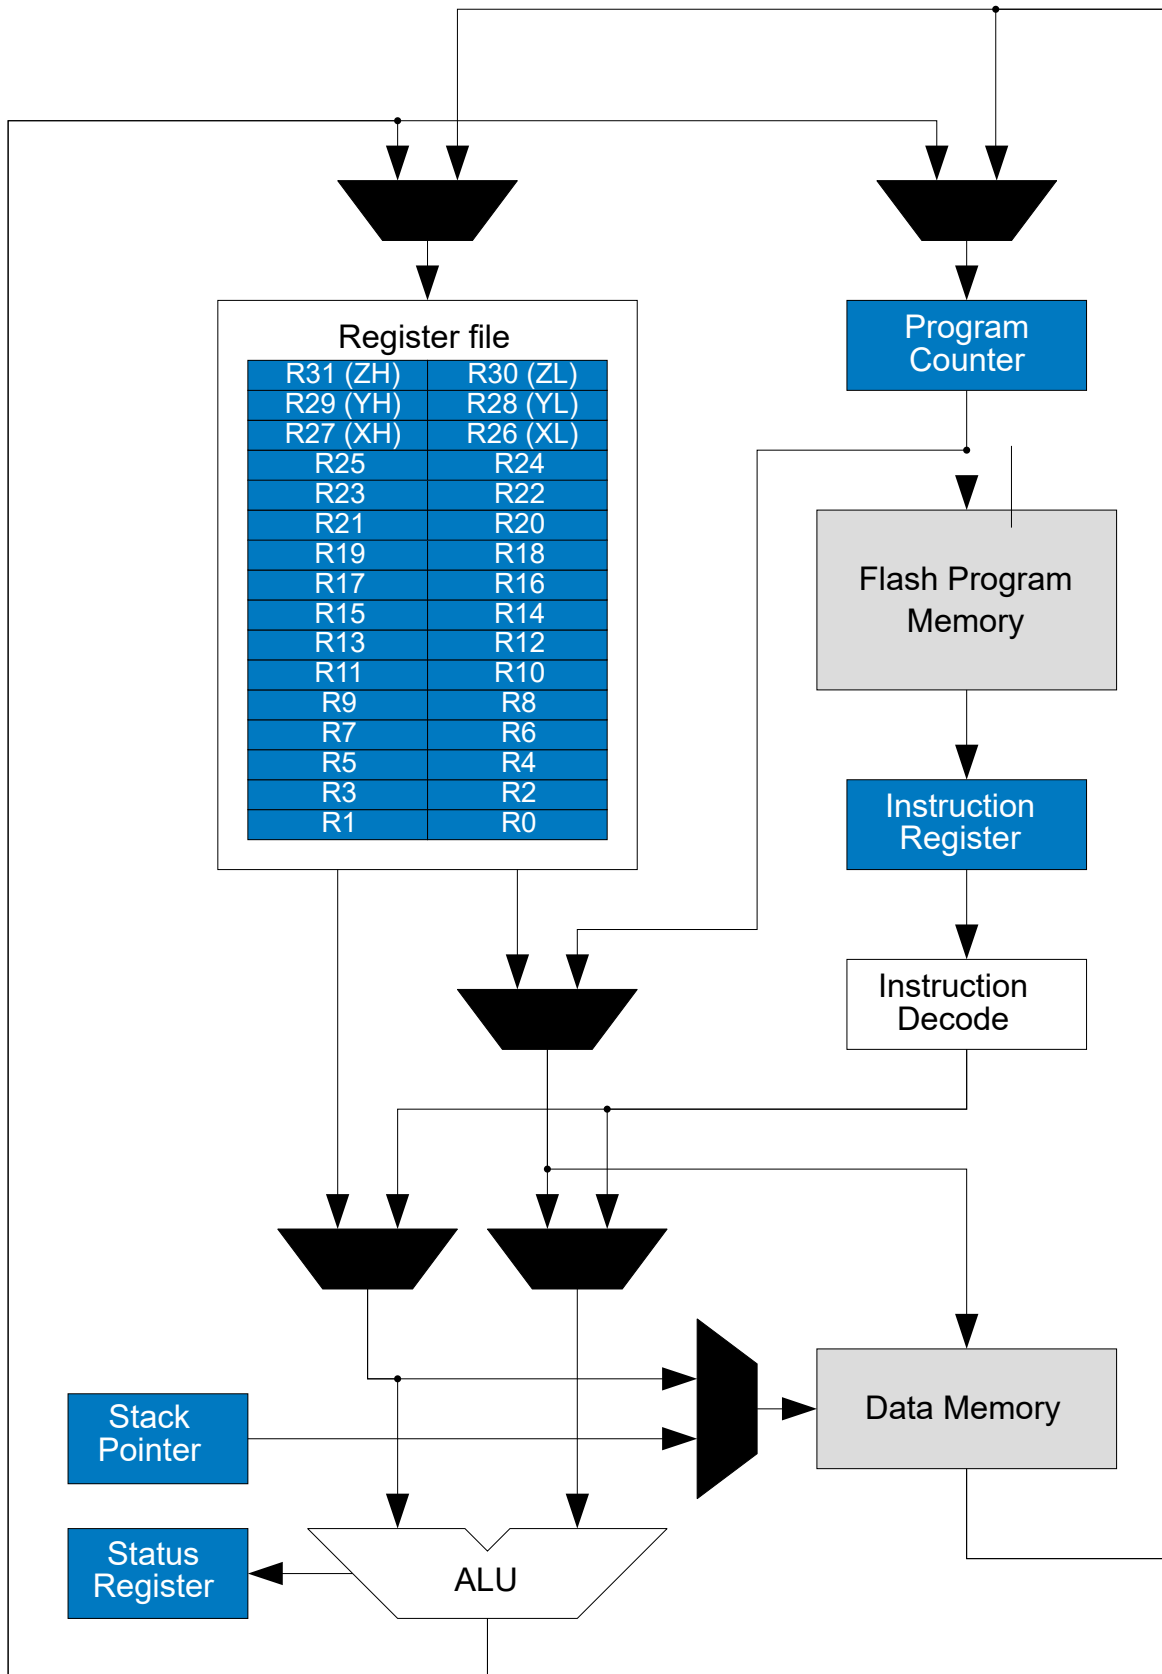 Register file
R31 (ZH) R30 (ZL)
R29 (YH) R28 (YL)
R27 (XH) R26 (XL)
R25 R24
R23 R22
R21 R20
R19 R18
R17 R16
R15 R14
R13 R12
R11 R10
R9 R8
R7 R6
R5 R4
R3 R2
R1 R0
Program
Counter
Flash Program
Memory
Instruction
Register
Instruction
Decode
Data Memory
Stack
Pointer
Status
Register
ALU